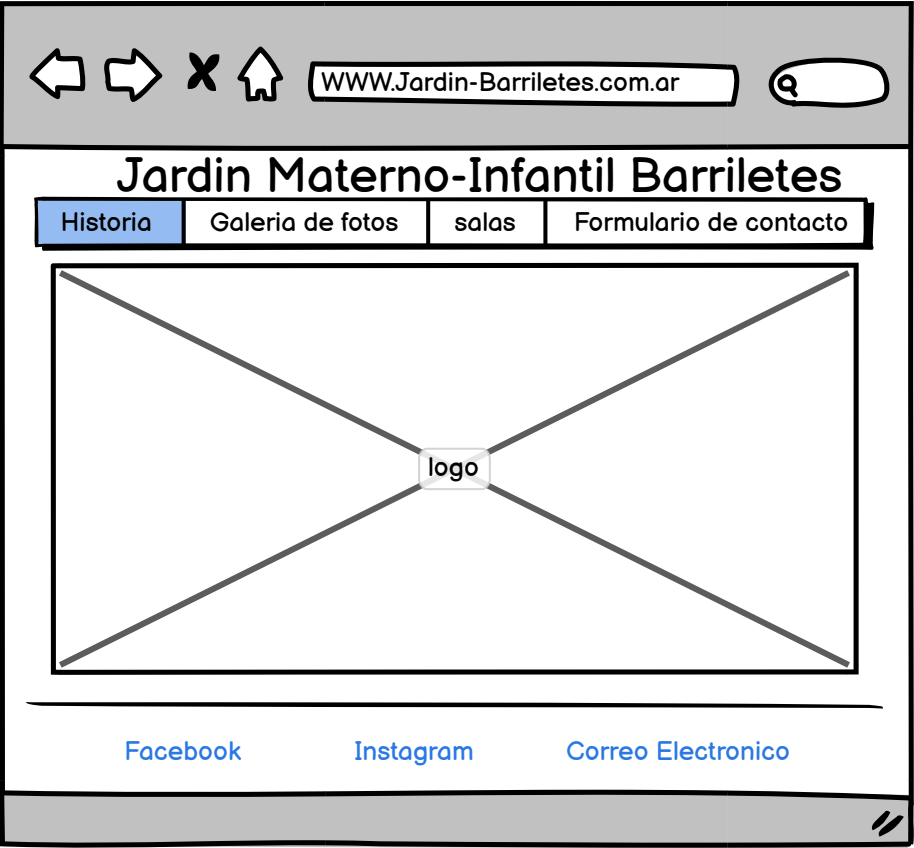 WWW.Jardin-Barriletes.com.ar
Jardin Materno-Infantil Barriletes
Historia Galeria de fotos salas Formulario de contacto
logo
Facebook Instagram Correo Electronico